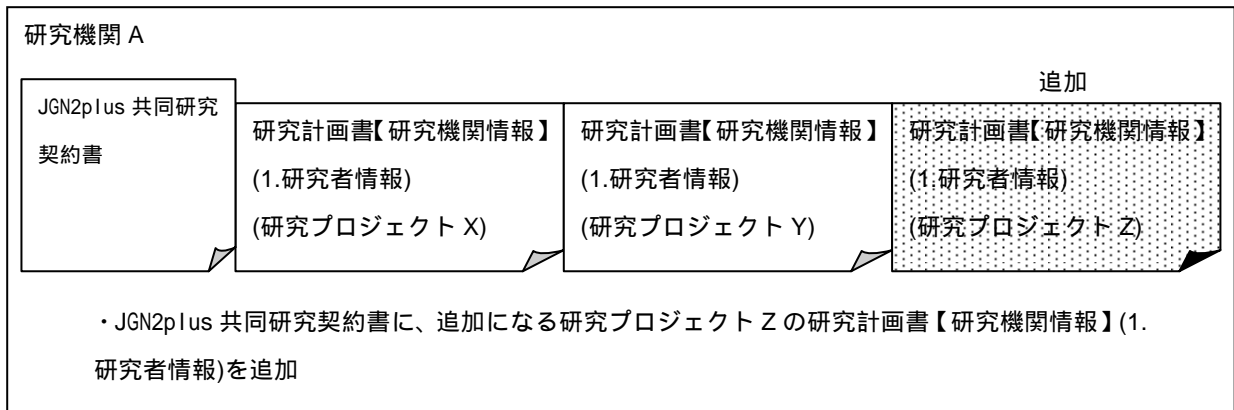 研究機関 A
追加
JGN2plus 共同研究
契約書
研究計画書【研究機関情報】
(1.研究者情報)
(研究プロジェクト X)
研究計画書【研究機関情報】
(1.研究者情報)
(研究プロジェクト Y)
研究計画書【研究機関情報】
(1.研究者情報)
(研究プロジェクト Z)
・JGN2plus 共同研究契約書に、追加になる研究プロジェクト Z の研究計画書【研究機関情報】(1.
研究者情報)を追加